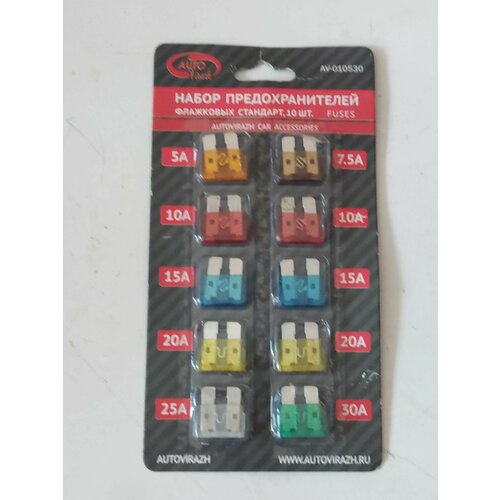 AUTO
AV-010530
НАБОР ПРЕДОХРАНИТЕЛЕЙ
ФЛАЖКОВЫХ СТАНДАРТ, 10 ШТ. FUSES
AUTOVIRAZH CAR ACCESSORIES
5A 7.5A
10A 10A
15A 15A
20A 20A
25A 30A
AUTOVIRAZH WWW.AUTOVIRAZH.RU